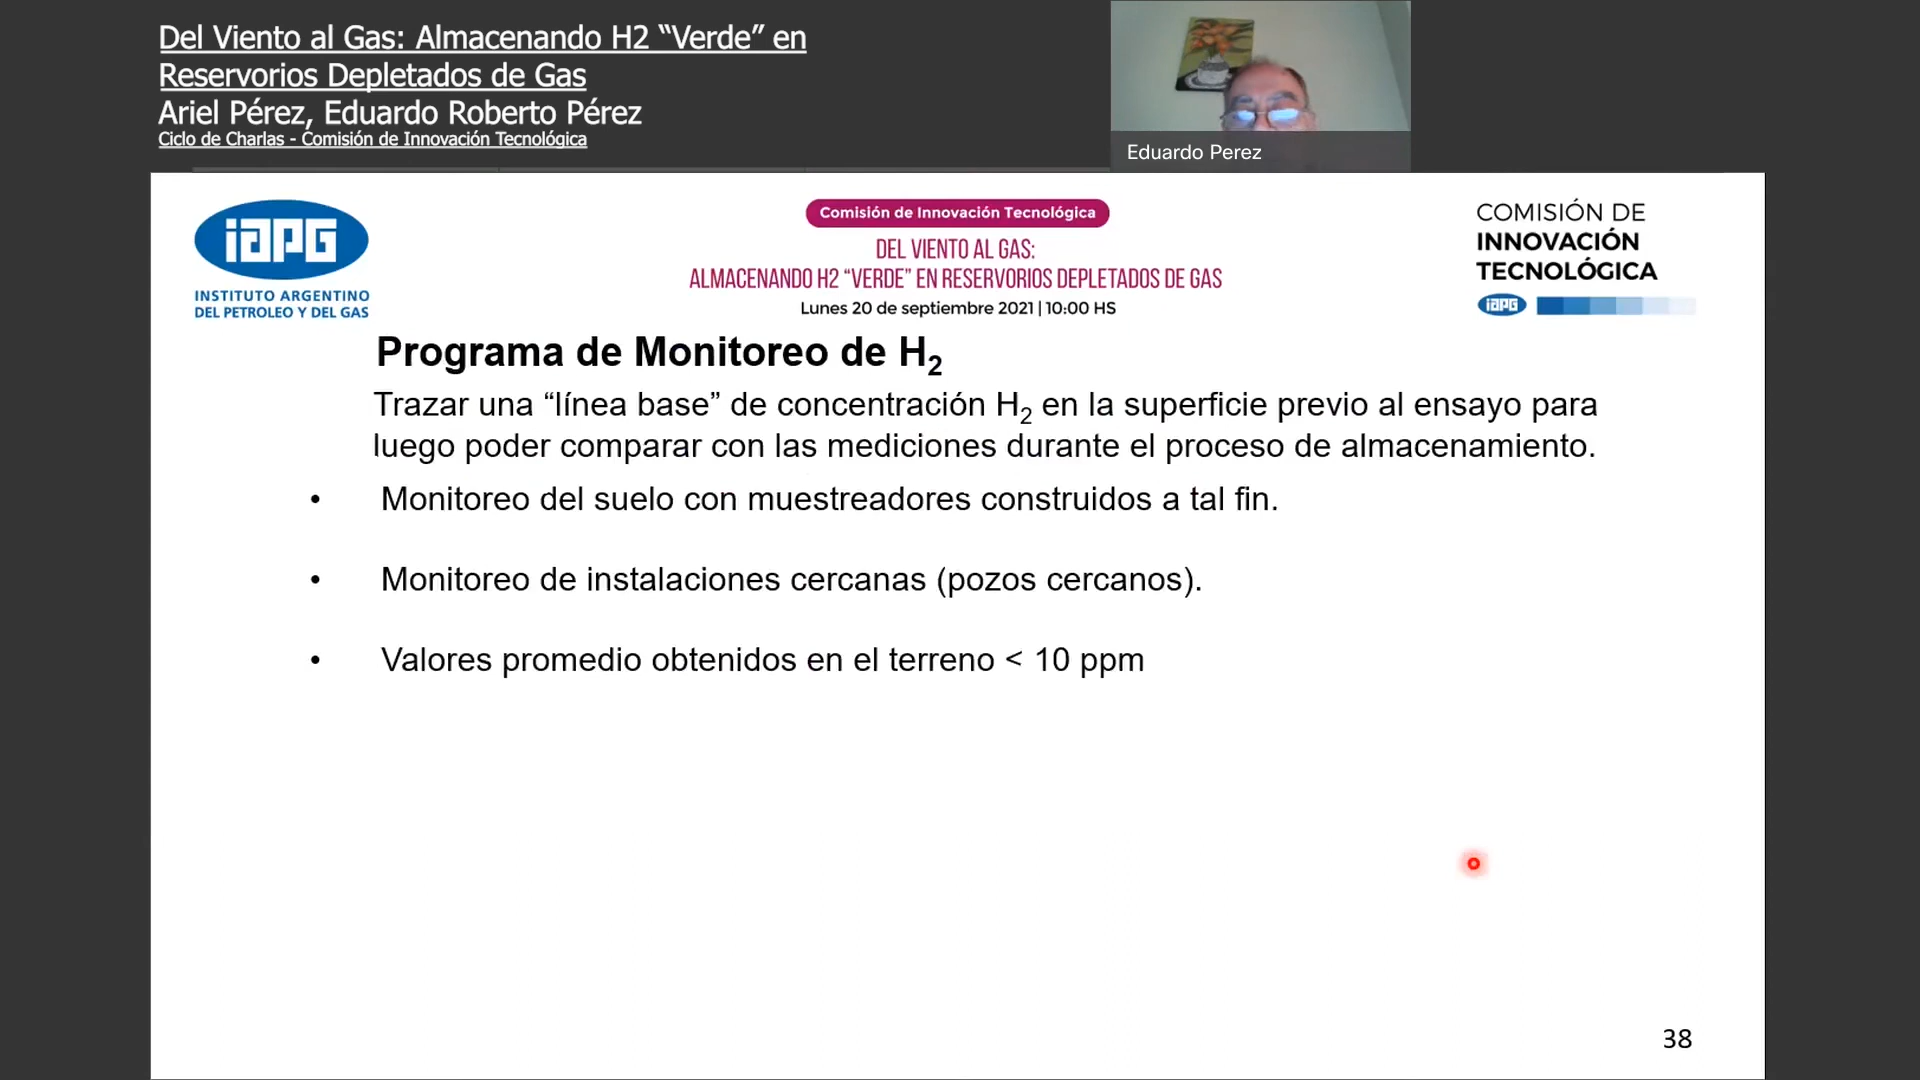 Del Viento al Gas: Almacenando H2 “Verde” en
Reservorios Depletados de Gas
Ariel Pérez, Eduardo Roberto Pérez
Ciclo de Charlas - Comisión de Innovación Tecnológica
Eduardo Perez
iapg
INSTITUTO ARGENTINO
DEL PETROLEO Y DEL GAS
Comisión de Innovación Tecnológica
DEL VIENTO AL GAS:
ALMACENANDO H2 “VERDE” EN RESERVORIOS DEPLETADOS DE GAS
Lunes 20 de septiembre 2021 | 10:00 HS
COMISIÓN DE
INNOVACIÓN
TECNOLÓGICA
iapg
Programa de Monitoreo de H₂
Trazar una “línea base” de concentración H₂ en la superficie previo al ensayo para
luego poder comparar con las mediciones durante el proceso de almacenamiento.
• Monitoreo del suelo con muestreadores construidos a tal fin.
• Monitoreo de instalaciones cercanas (pozos cercanos).
• Valores promedio obtenidos en el terreno < 10 ppm
38